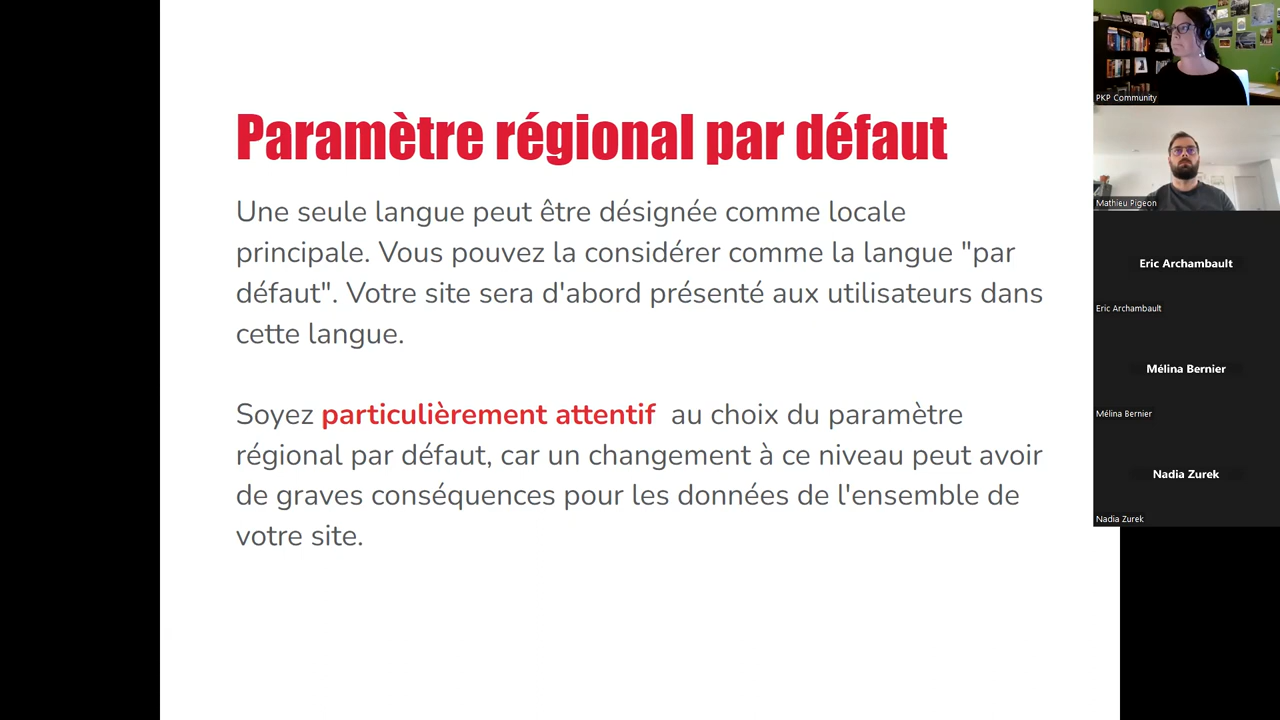 Paramètre régional par défaut
Une seule langue peut être désignée comme locale
principale. Vous pouvez la considérer comme la langue "par
défaut". Votre site sera d'abord présenté aux utilisateurs dans
cette langue.
Soyez particulièrement attentif au choix du paramètre
régional par défaut, car un changement à ce niveau peut avoir
de graves conséquences pour les données de l'ensemble de
votre site.
PKP Community
Mathieu Pigeon
Eric Archambault
Eric Archambault
Mélina Bernier
Mélina Bernier
Nadia Zurek
Nadia Zurek